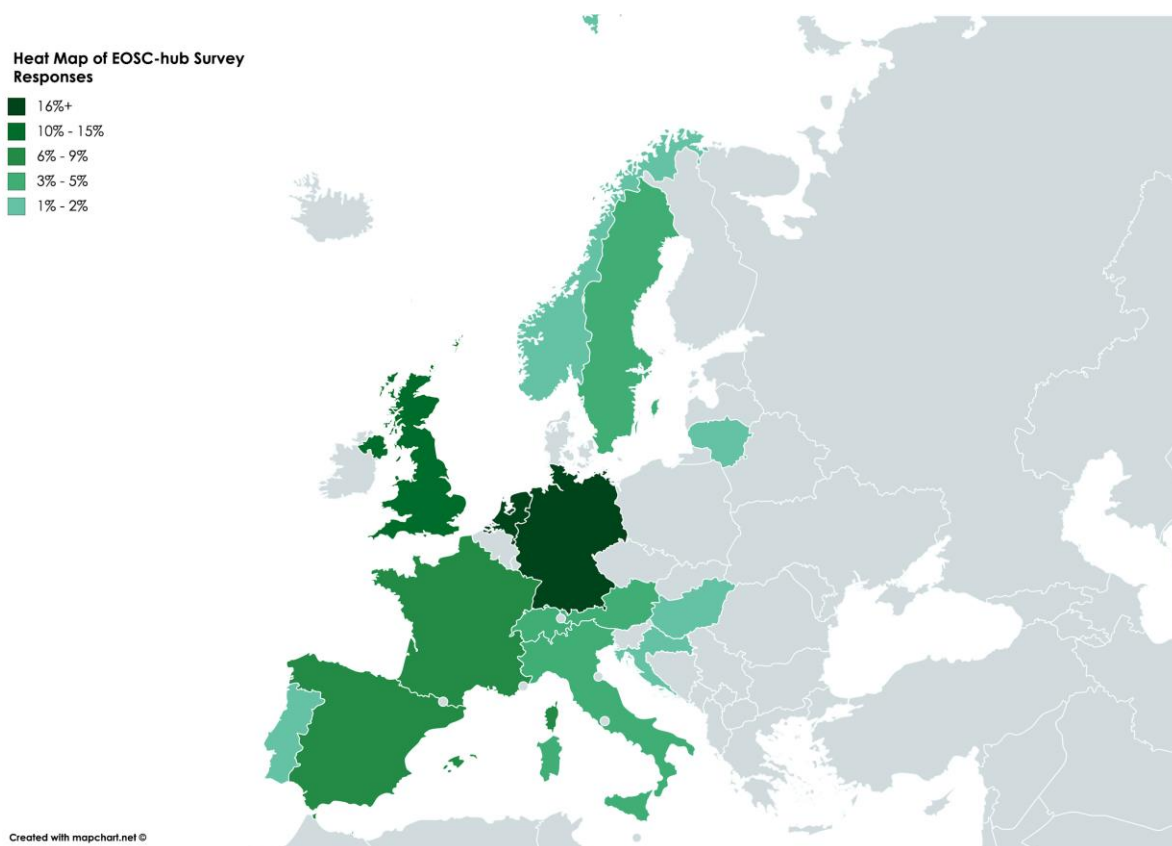 Heat Map of EOSC-hub Survey
Responses
16%+
10% - 15%
6% - 9%
3% - 5%
1% - 2%
Created with mapchart.net ©